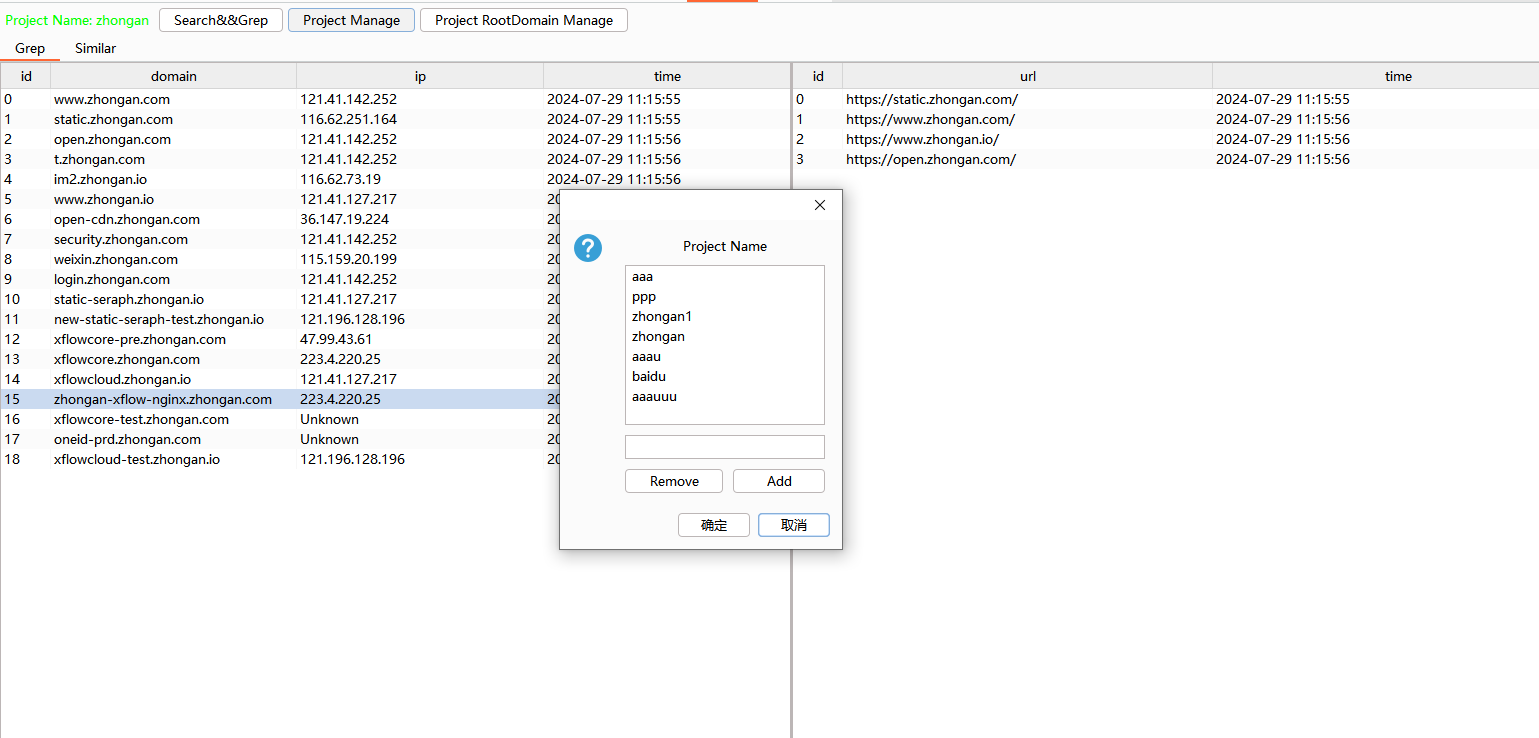 Project Name: zhongan Search&&Grep Project Manage Project RootDomain Manage
Grep Similar
id domain ip time
0 www.zhongan.com 121.41.142.252 2024-07-29 11:15:55
1 static.zhongan.com 116.62.251.164 2024-07-29 11:15:55
2 open.zhongan.com 121.41.142.252 2024-07-29 11:15:56
3 t.zhongan.com 121.41.142.252 2024-07-29 11:15:56
4 im2.zhongan.io 116.62.73.19 2024-07-29 11:15:56
5 www.zhongan.io 121.41.127.217 20
6 open-cdn.zhongan.com 36.147.19.224 20
7 security.zhongan.com 121.41.142.252 20
8 weixin.zhongan.com 115.159.20.199 20
9 login.zhongan.com 121.41.142.252 20
10 static-seraph.zhongan.io 121.41.127.217 20
11 new-static-seraph-test.zhongan.io 121.196.128.196 20
12 xflowcore-pre.zhongan.com 47.99.43.61 20
13 xflowcore.zhongan.com 223.4.220.25 20
14 xflowcloud.zhongan.io 121.41.127.217 20
15 zhongan-xflow-nginx.zhongan.com 223.4.220.25 20
16 xflowcore-test.zhongan.com Unknown 20
17 oneid-prd.zhongan.com Unknown 20
18 xflowcloud-test.zhongan.io 121.196.128.196 20
id url time
0 https://static.zhongan.com/ 2024-07-29 11:15:55
1 https://www.zhongan.com/ 2024-07-29 11:15:56
2 https://www.zhongan.io/ 2024-07-29 11:15:56
3 https://open.zhongan.com/ 2024-07-29 11:15:56
Project Name
aaa
ppp
zhongan1
zhongan
aaau
baidu
aaauuu
Remove Add
确定 取消